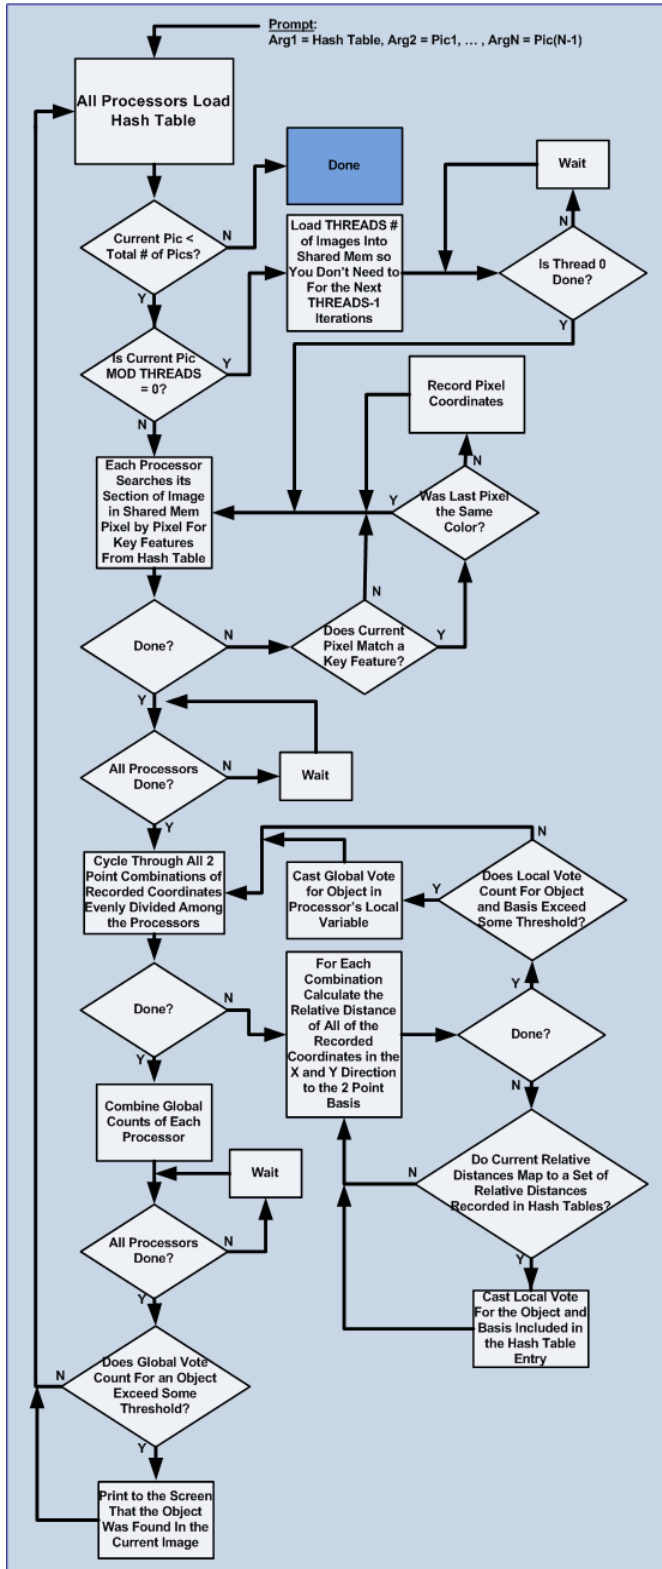 Prompt:
Arg1 = Hash Table, Arg2 = Pic1, ... , ArgN = Pic(N-1)
All Processors Load
Hash Table
Done
Wait
Current Pic <
Total # of Pics?
N
Y
Load THREADS #
of Images Into
Shared Mem so
You Don't Need to
For the Next
THREADS-1
Iterations
N
Is Thread 0
Done?
Y
Is Current Pic
MOD THREADS
= 0?
Y
N
Record Pixel
Coordinates
N
Was Last Pixel
the Same
Color?
Y
Each Processor
Searches its
Section of Image
in Shared Mem
Pixel by Pixel For
Key Features
From Hash Table
Done?
N
Y
Does Current
Pixel Match a
Key Feature?
N
Y
All Processors
Done?
N
Y
Wait
Cycle Through All 2
Point Combinations of
Recorded Coordinates
Evenly Divided Among
the Processors
Cast Global Vote
for Object in
Processor's Local
Variable
N
Does Local Vote
Count For Object
and Basis Exceed
Some Threshold?
Y
Done?
N
Y
For Each
Combination
Calculate the
Relative Distance
of All of the
Recorded
Coordinates in the
X and Y Direction
to the 2 Point
Basis
Y
Done?
N
Combine Global
Counts of Each
Processor
Wait
All Processors
Done?
N
Y
Do Current Relative
Distances Map to a Set of
Relative Distances
Recorded in Hash Tables?
N
Y
Cast Local Vote
For the Object and
Basis Included in
the Hash Table
Entry
Does Global Vote
Count For an Object
Exceed Some
Threshold?
N
Y
Print to the Screen
That the Object
Was Found In the
Current Image